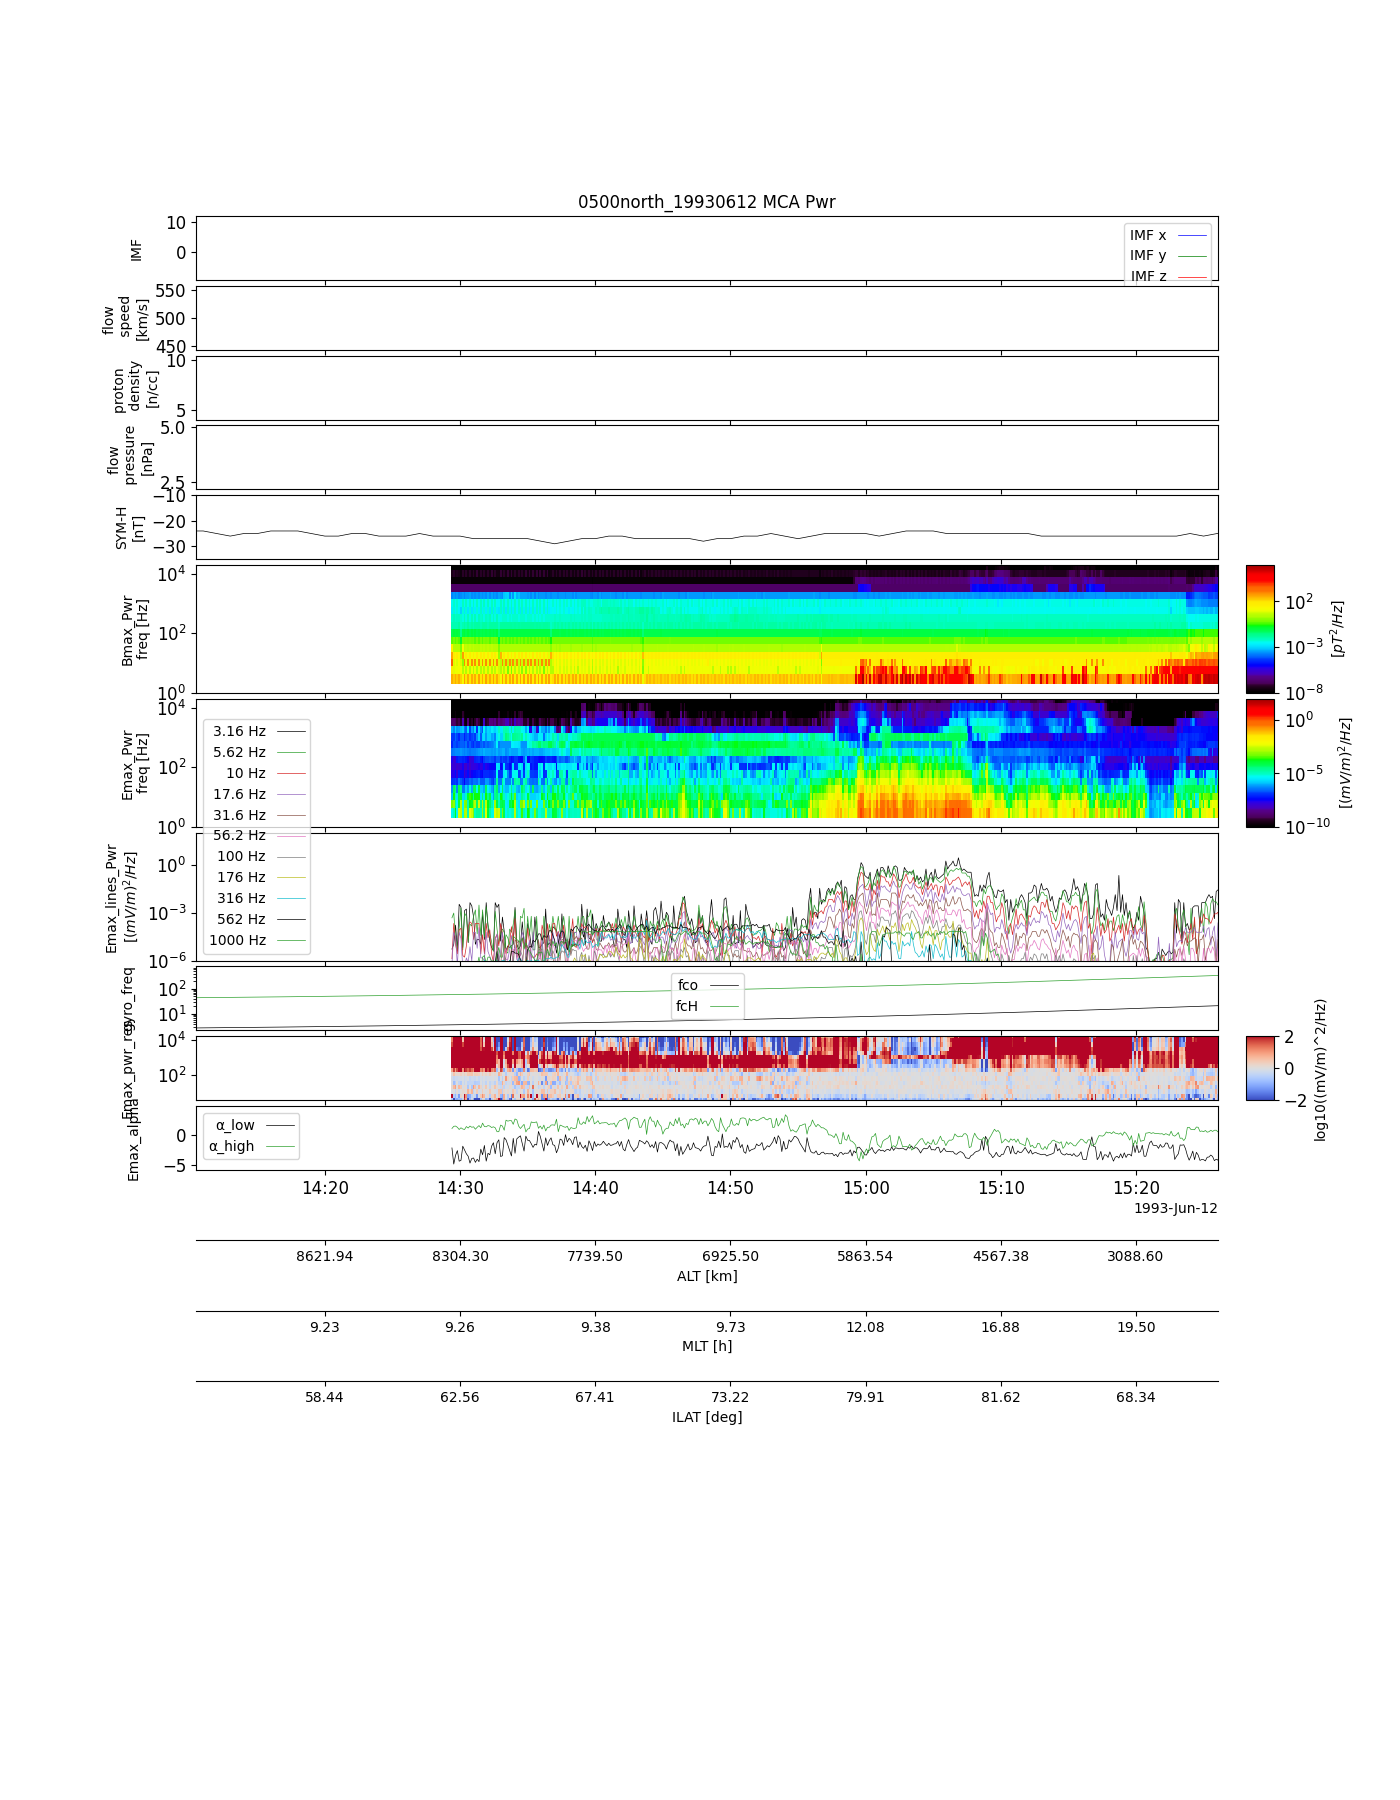 0500north_19930612 MCA Pwr
10
0
IMF
IMF x
IMF y
IMF z
550
500
450
flow
speed
[km/s]
10
5
proton
density
[n/cc]
5.0
2.5
flow
pressure
[nPa]
−10
−20
−30
SYM-H
[nT]
10^4
10^2
10^0
Bmax_Pwr
freq [Hz]
10^2
10^−3
10^−8
[pT^2/Hz]
10^4
10^2
10^0
Emax_Pwr
freq [Hz]
10^0
10^−5
10^−10
[(mV/m)^2/Hz]
3.16 Hz
5.62 Hz
10 Hz
17.6 Hz
31.6 Hz
56.2 Hz
100 Hz
176 Hz
316 Hz
562 Hz
1000 Hz
10^0
10^−3
10^−6
Emax_lines_Pwr
[(mV/m)^2/Hz]
10^2
10^1
gyro_freq
fco
fcH
10^4
10^2
Emax_pwr_reg
2
0
−2
log10((mV/m)^2/Hz)
0
−5
Emax_alpha
α_low
α_high
14:20 14:30 14:40 14:50 15:00 15:10 15:20
1993-Jun-12
8621.94 8304.30 7739.50 6925.50 5863.54 4567.38 3088.60
ALT [km]
9.23 9.26 9.38 9.73 12.08 16.88 19.50
MLT [h]
58.44 62.56 67.41 73.22 79.91 81.62 68.34
ILAT [deg]